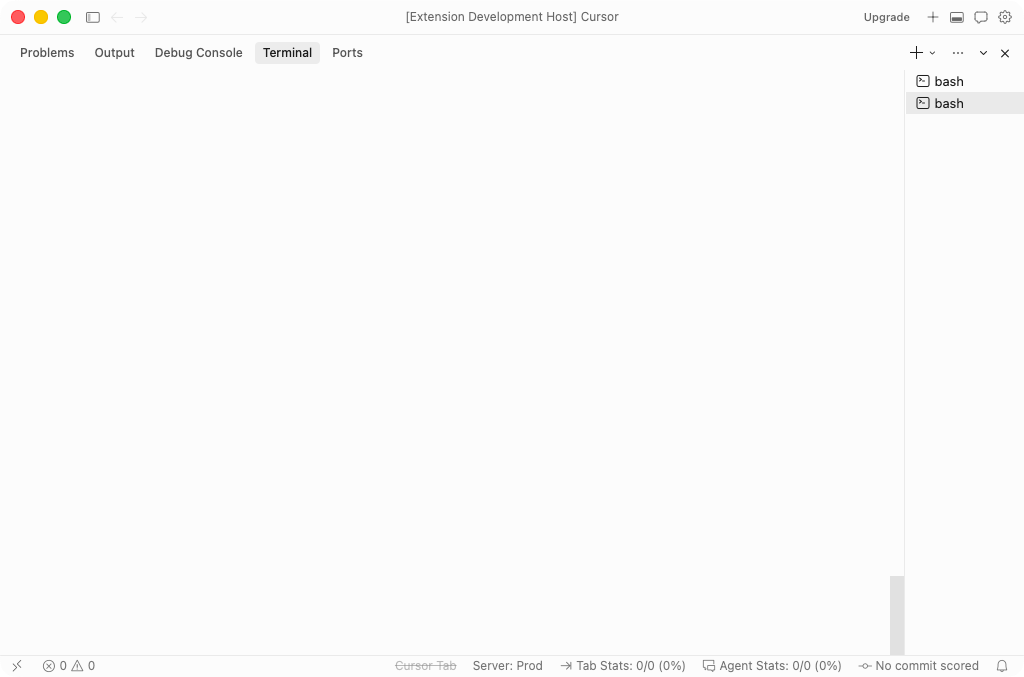 [Extension Development Host] Cursor
Upgrade
Problems
Output
Debug Console
Terminal
Ports
bash
bash
0
0
Cursor Tab
Server: Prod
Tab Stats: 0/0 (0%)
Agent Stats: 0/0 (0%)
No commit scored